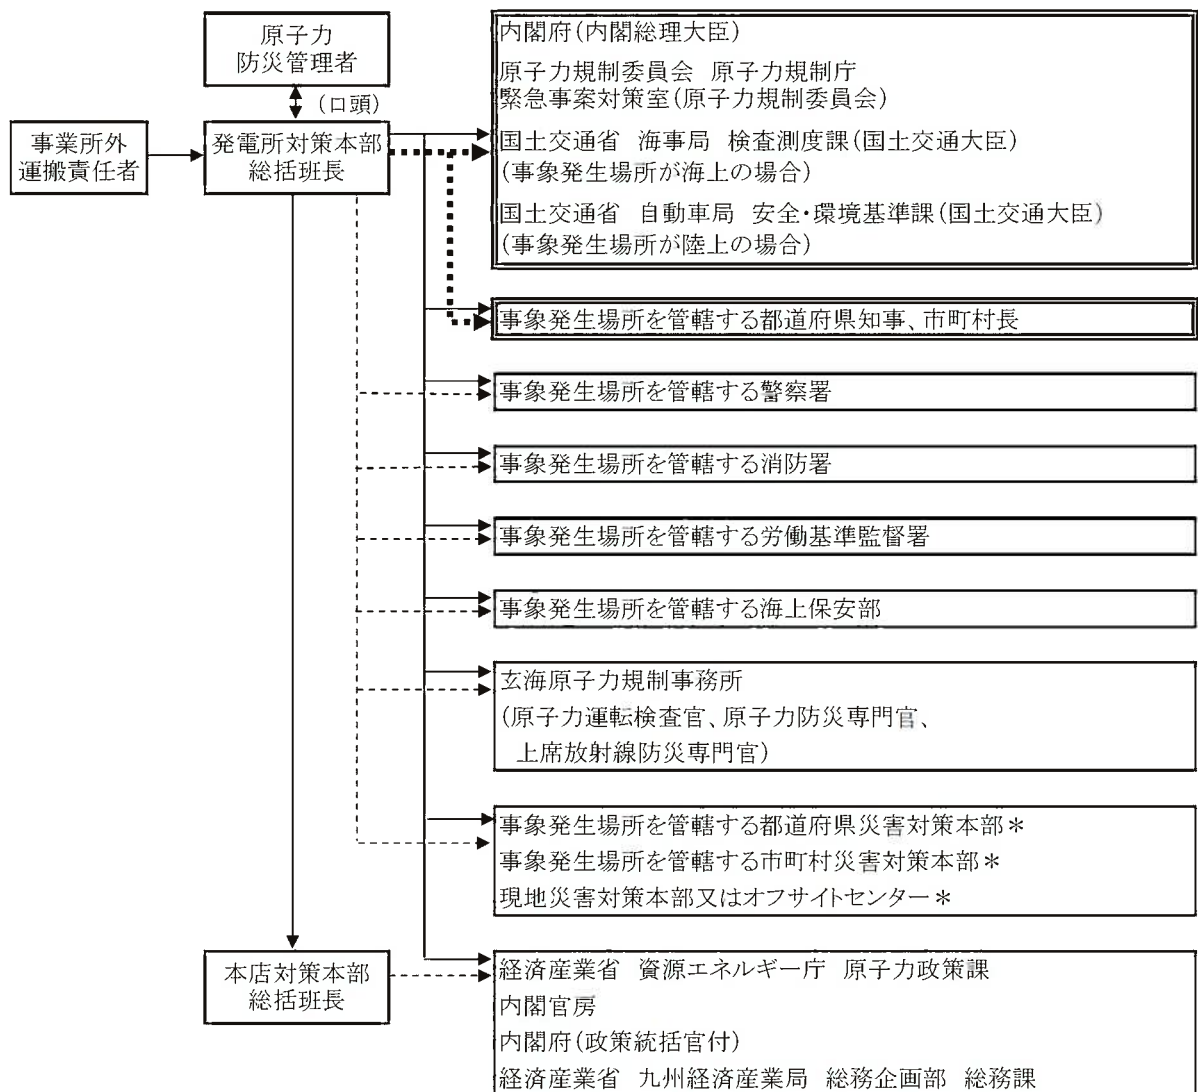 原子力
防災管理者
(口頭)
事業所外
運搬責任者
発電所対策本部
総括班長
内閣府(内閣総理大臣)
原子力規制委員会 原子力規制庁
緊急事案対策室(原子力規制委員会)
国土交通省 海事局 検査測度課(国土交通大臣)
(事象発生場所が海上の場合)
国土交通省 自動車局 安全・環境基準課(国土交通大臣)
(事象発生場所が陸上の場合)
事象発生場所を管轄する都道府県知事、市町村長
事象発生場所を管轄する警察署
事象発生場所を管轄する消防署
事象発生場所を管轄する労働基準監督署
事象発生場所を管轄する海上保安部
玄海原子力規制事務所
(原子力運転検査官、原子力防災専門官、
上席放射線防災専門官)
事象発生場所を管轄する都道府県災害対策本部＊
事象発生場所を管轄する市町村災害対策本部＊
現地災害対策本部又はオフサイトセンター＊
本店対策本部
総括班長
経済産業省 資源エネルギー庁 原子力政策課
内閣官房
内閣府(政策統括官付)
経済産業省 九州経済産業局 総務企画部 総務課